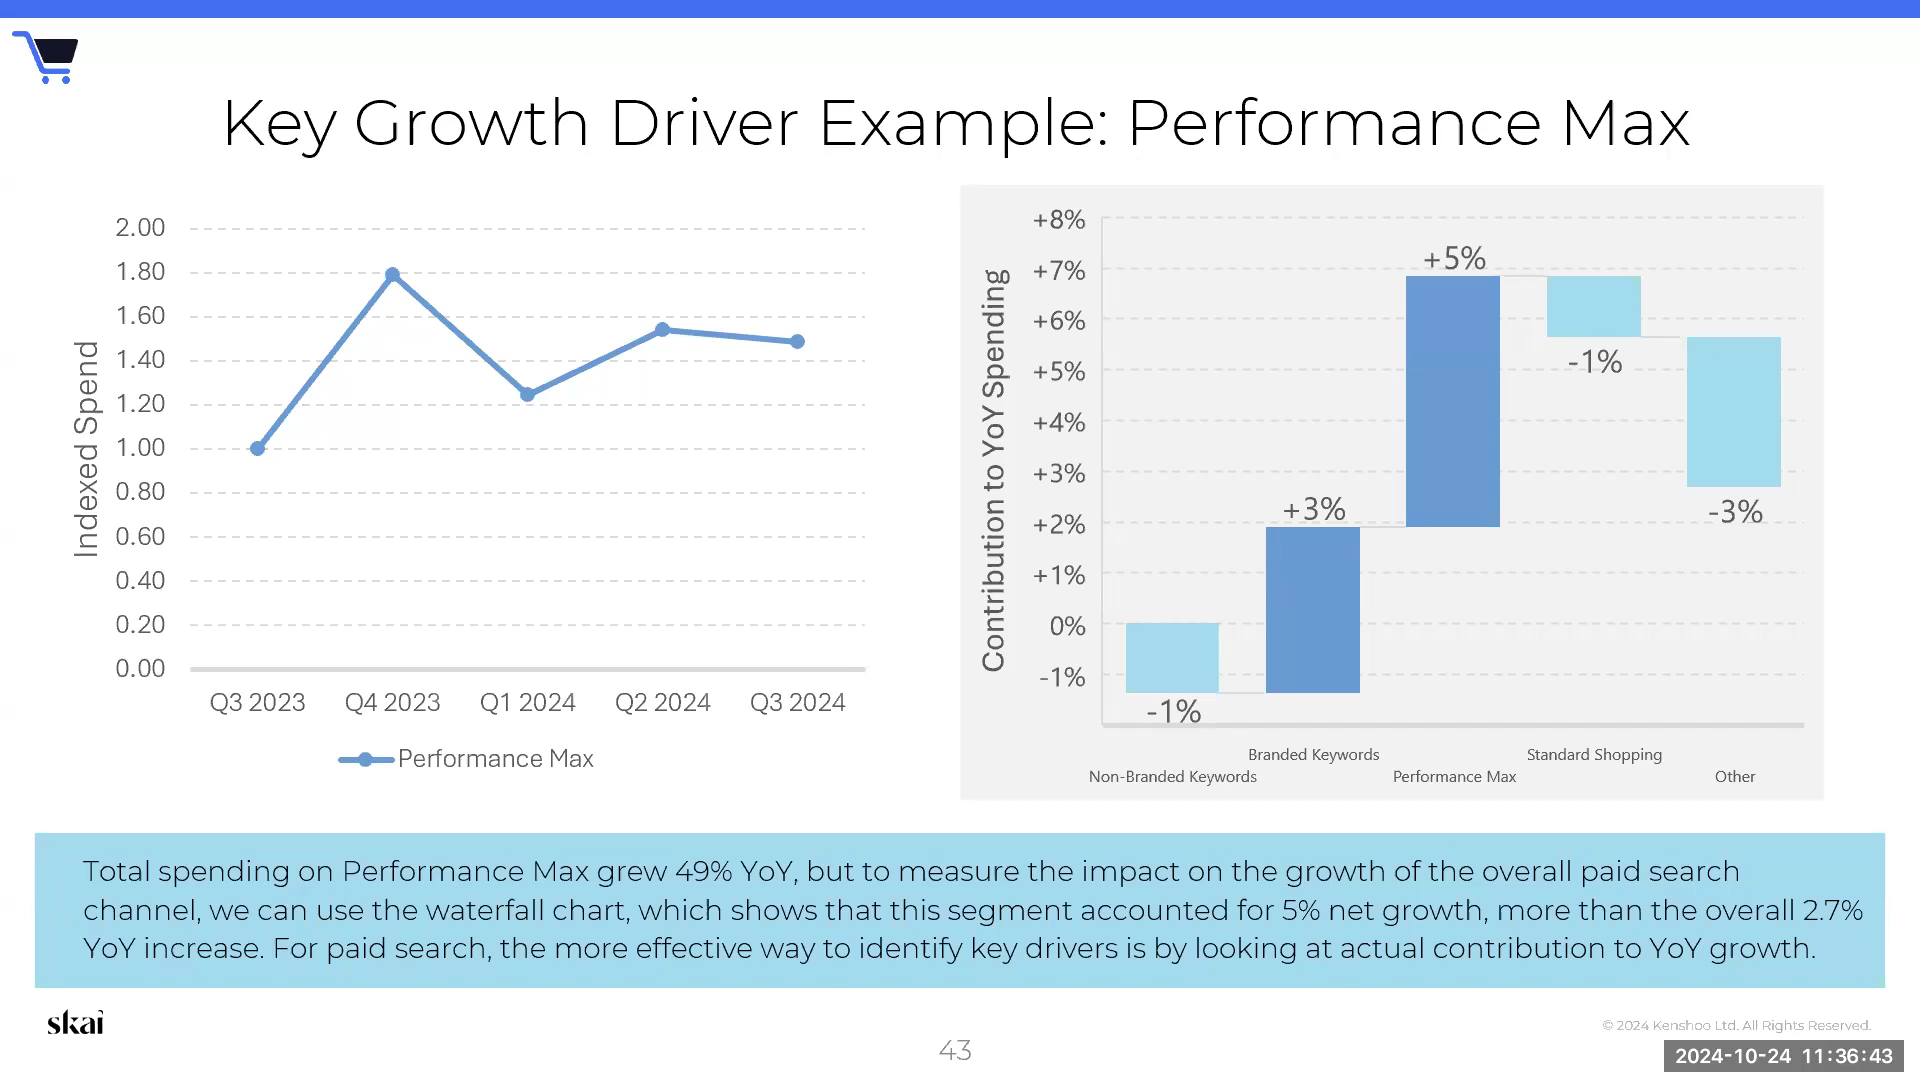 Key Growth Driver Example: Performance Max
Indexed Spend
2.00
1.80
1.60
1.40
1.20
1.00
0.80
0.60
0.40
0.20
0.00
Q3 2023 Q4 2023 Q1 2024 Q2 2024 Q3 2024
Performance Max
Contribution to YoY Spending
+8%
+7%
+6%
+5%
+4%
+3%
+2%
+1%
0%
-1%
-1%
+3%
+5%
-1%
-3%
Branded Keywords Standard Shopping
Non-Branded Keywords Performance Max Other
Total spending on Performance Max grew 49% YoY, but to measure the impact on the growth of the overall paid search
channel, we can use the waterfall chart, which shows that this segment accounted for 5% net growth, more than the overall 2.7%
YoY increase. For paid search, the more effective way to identify key drivers is by looking at actual contribution to YoY growth.
skai
© 2024 Kenshoo Ltd. All Rights Reserved.
43
2024-10-24 11:36:43